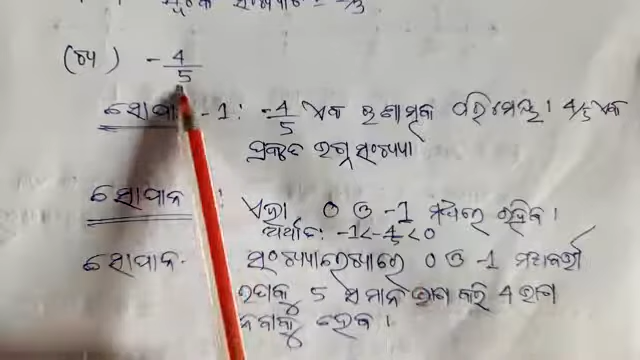 ସଂଖ୍ୟା
(ଘ) -4/5
ସୋପାନ -1: -4/5 ଏକ ଋଣାତ୍ମକ ପରିମେୟ। 4/5 ଏକ
ପ୍ରକୃତ ଭଗ୍ନସଂଖ୍ୟା
ସୋପାନ : ଏହା 0 ଓ -1 ମଧ୍ୟରେ ରହିବ।
ଅର୍ଥାତ: -1<-4/5<0
ସୋପାନ- ସଂଖ୍ୟାରେଖାରେ 0 ଓ -1 ମଧ୍ୟବର୍ତ୍ତୀ
5 ସମାନ ଭାଗ କରି 4 ଭାଗ
ନେବାକୁ ହେବ।